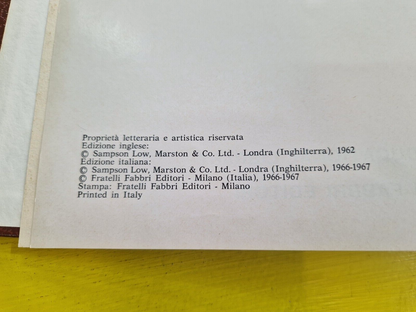 Proprietà letteraria e artistica riservata
Edizione inglese:
© Sampson Low, Marston & Co. Ltd. - Londra (Inghilterra), 1962
Edizione italiana:
© Sampson Low, Marston & Co. Ltd. - Londra (Inghilterra), 1966-1967
© Fratelli Fabbri Editori - Milano (Italia), 1966-1967
Stampa: Fratelli Fabbri Editori - Milano
Printed in Italy